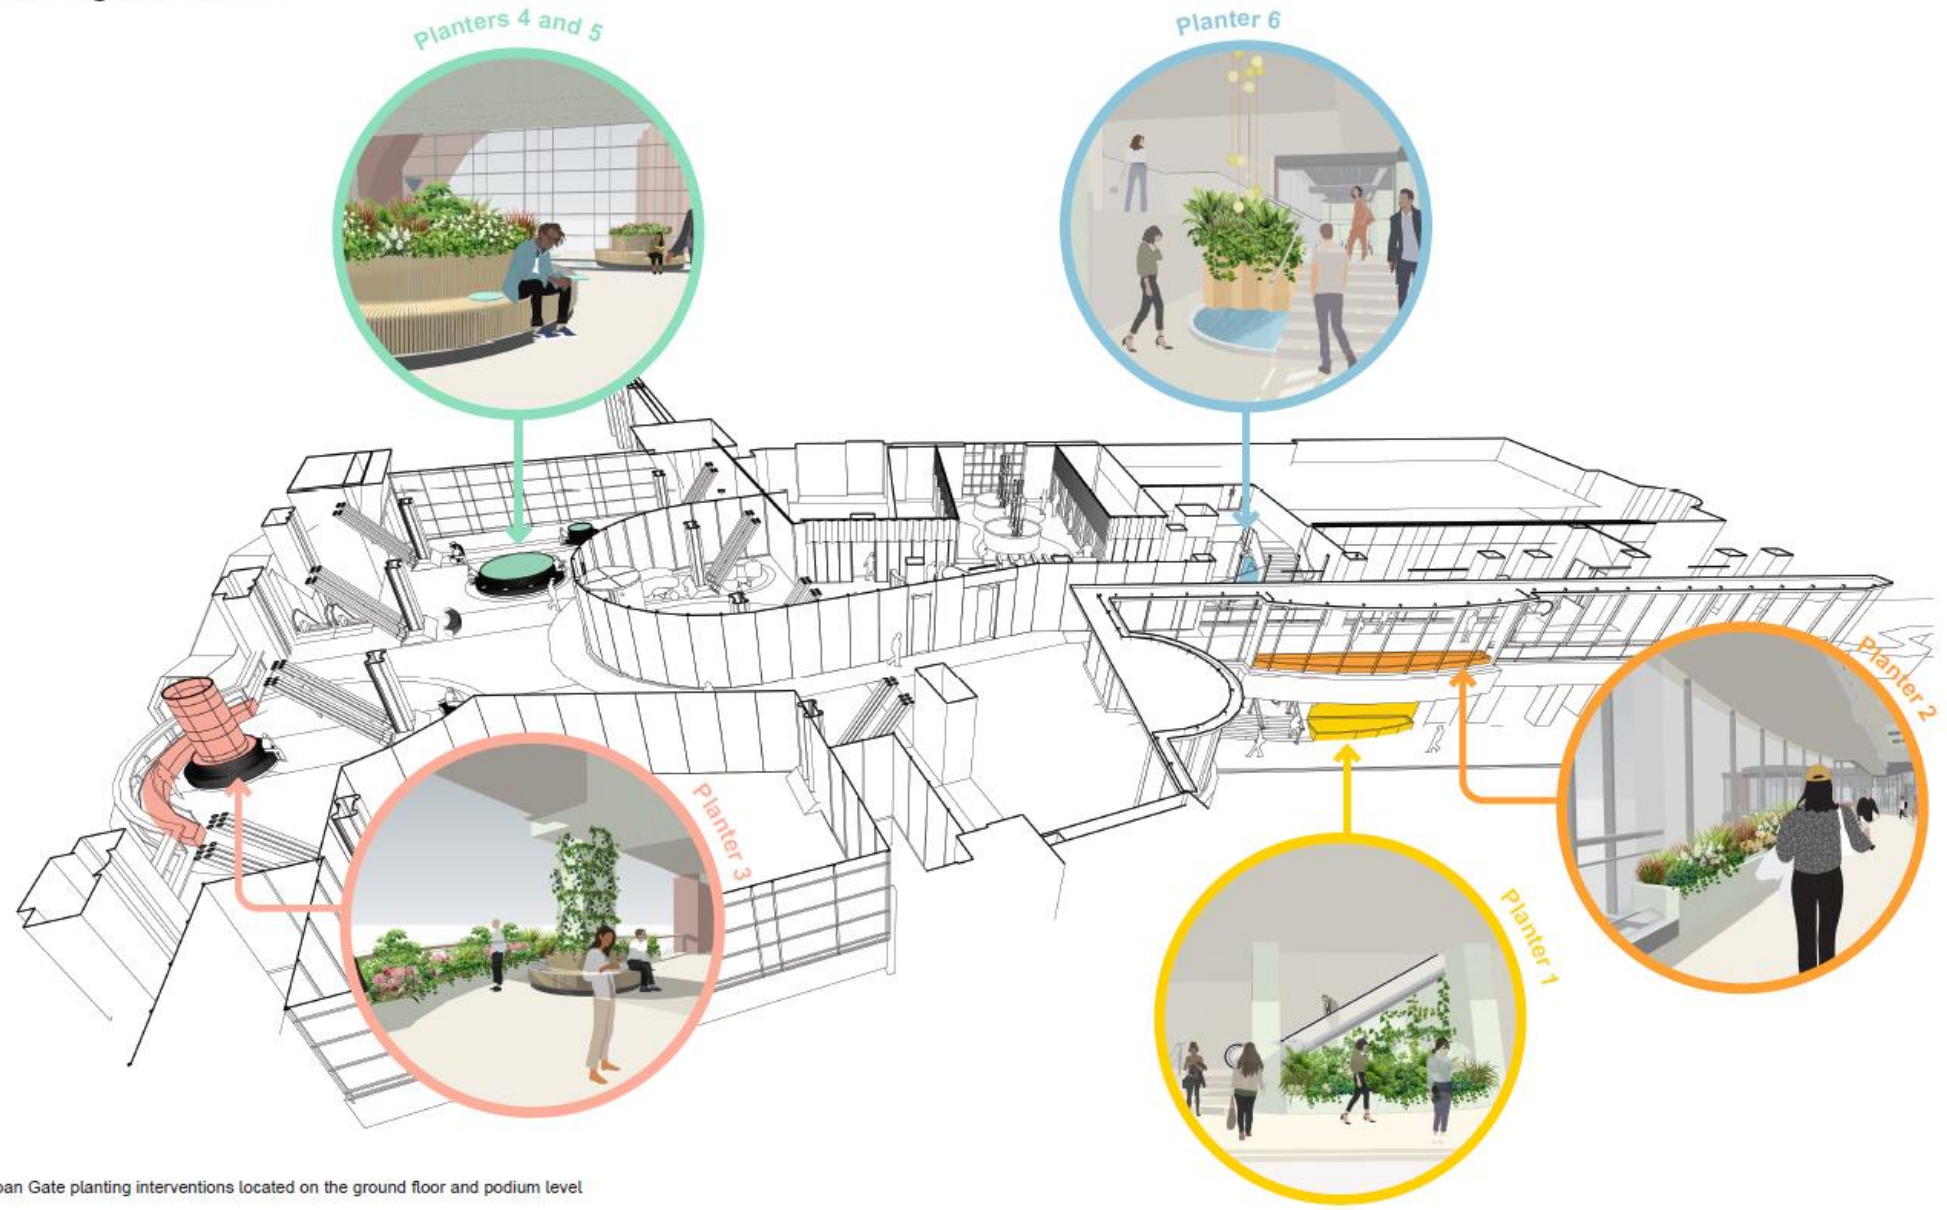 Planters 4 and 5
Planter 6
Planter 2
Planter 3
Planter 1
Gate planting interventions located on the ground floor and podium level